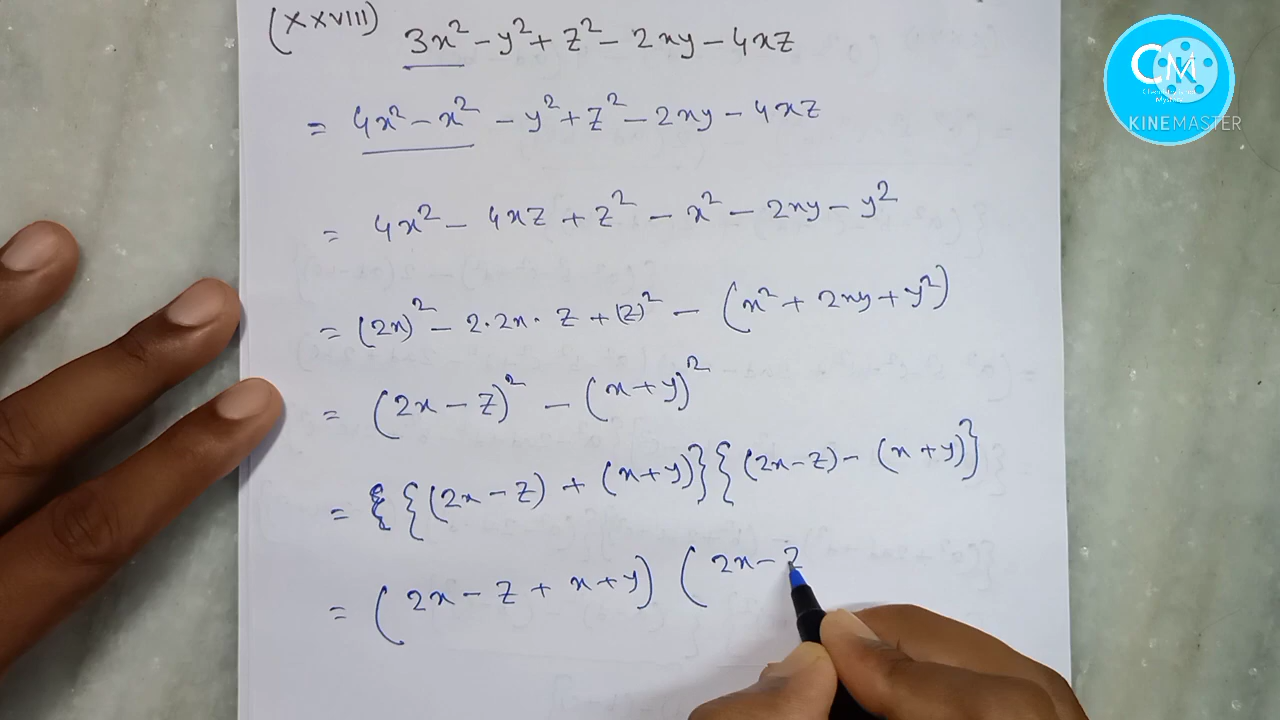 (XXVIII) 3x² - y² + z² - 2xy - 4xz
= 4x² - x² - y² + z² - 2xy - 4xz
= 4x² - 4xz + z² - x² - 2xy - y²
= (2x)² - 2·2x·z + (z)² - (x² + 2xy + y²)
= (2x - z)² - (x + y)²
= {(2x - z) + (x + y)}{(2x - z) - (x + y)}
= (2x - z + x + y) (2x - z
CM
KINEMASTER